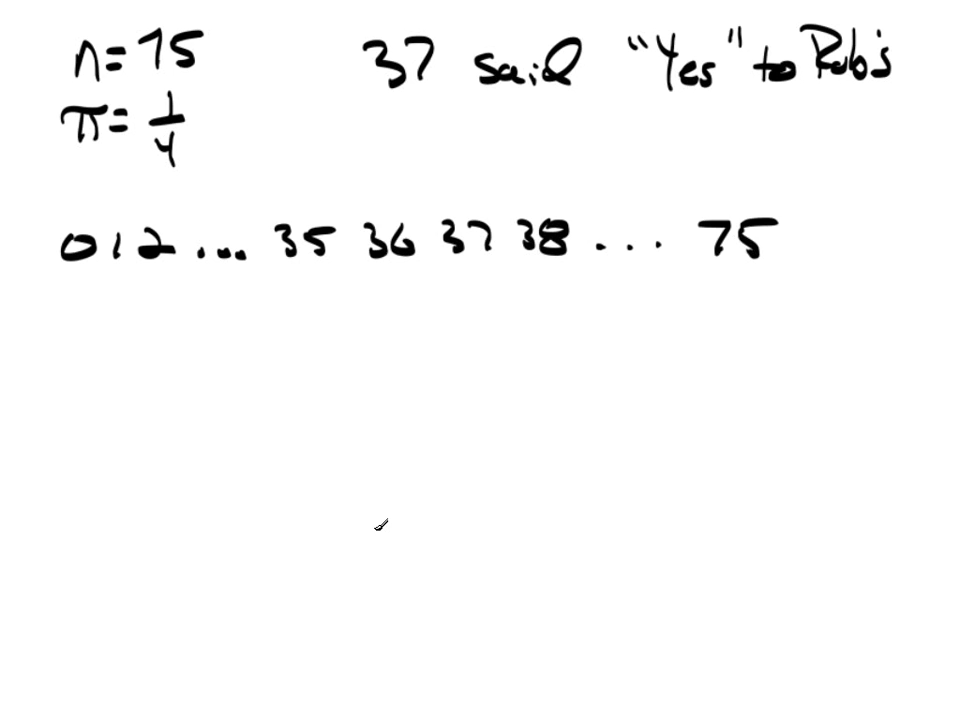 n=75 37 said "Yes" to Rob's
π=1/4
0 1 2 ... 35 36 37 38 ... 75